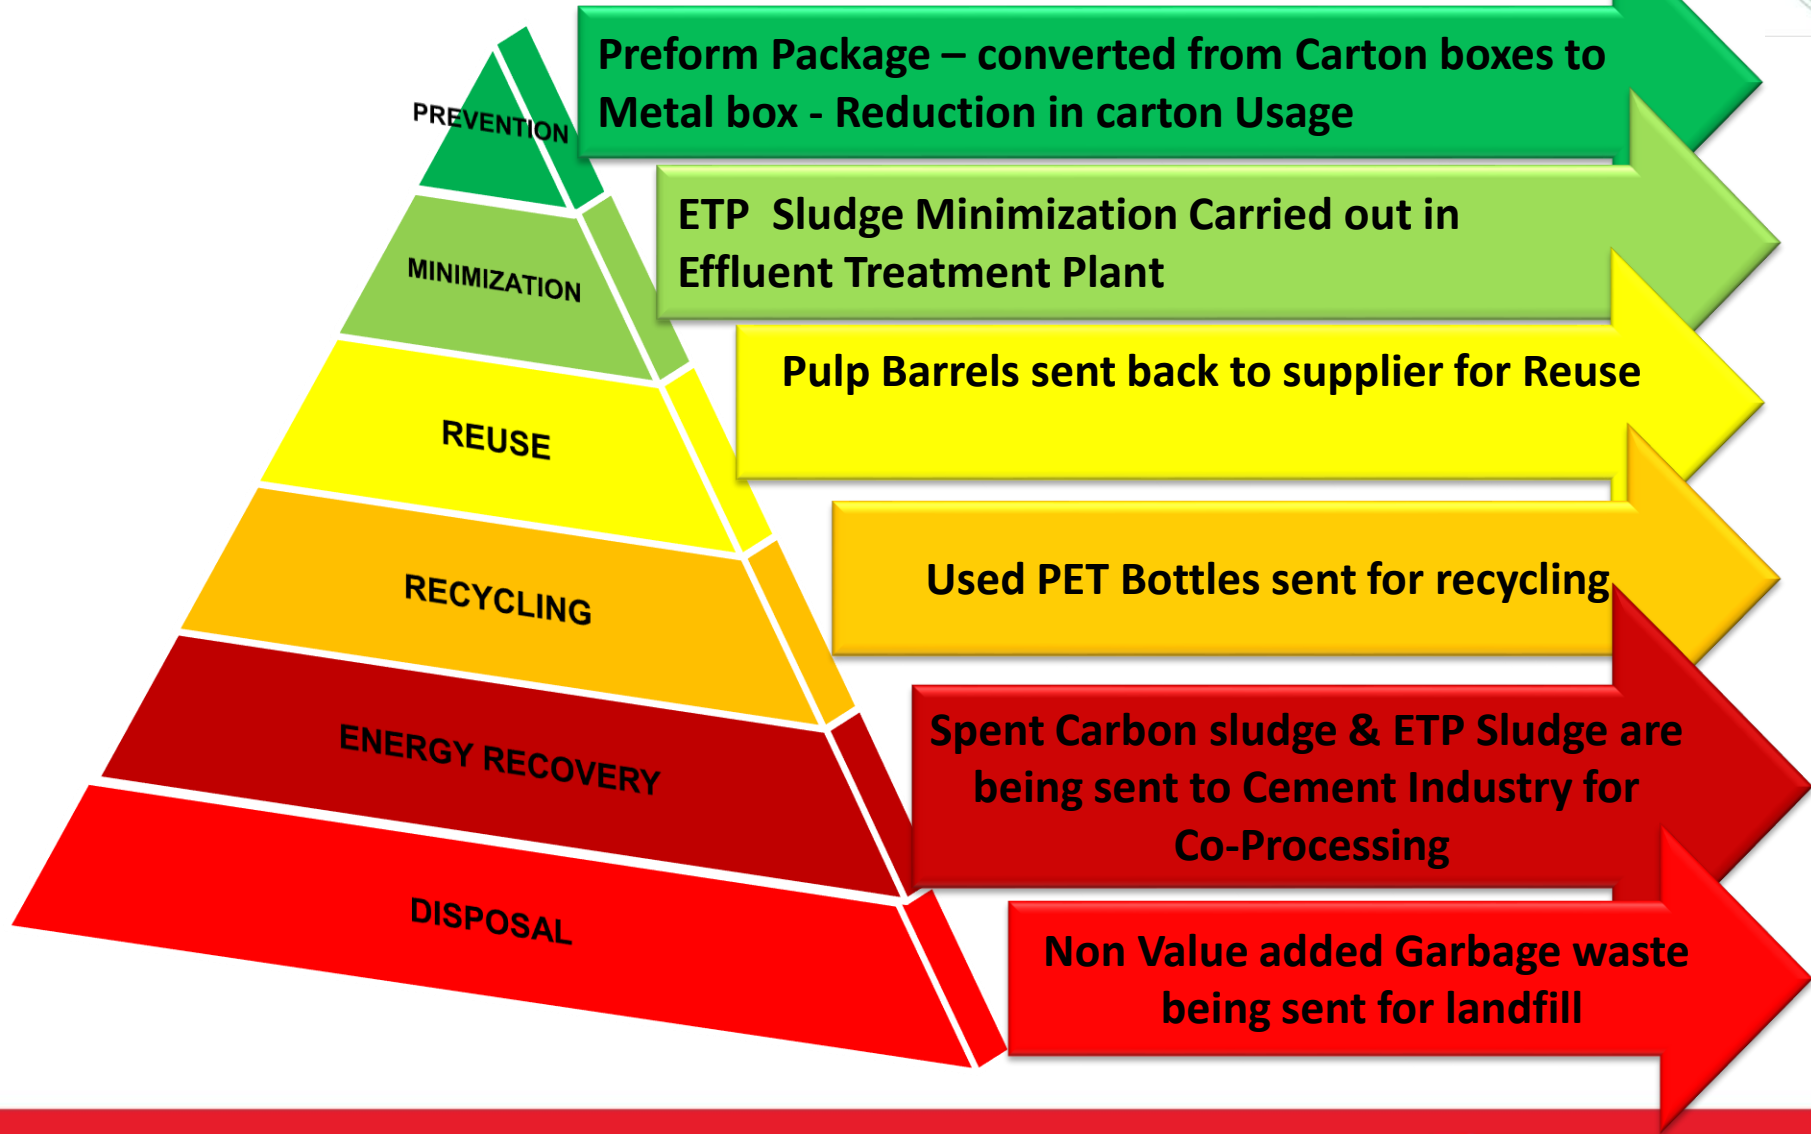 PREVENTION
Preform Package – converted from Carton boxes to
Metal box - Reduction in carton Usage
MINIMIZATION
ETP  Sludge Minimization Carried out in
Effluent Treatment Plant
REUSE
Pulp Barrels sent back to supplier for Reuse
RECYCLING
Used PET Bottles sent for recycling
ENERGY RECOVERY
Spent Carbon sludge & ETP Sludge are
being sent to Cement Industry for
Co-Processing
DISPOSAL
Non Value added Garbage waste
being sent for landfill